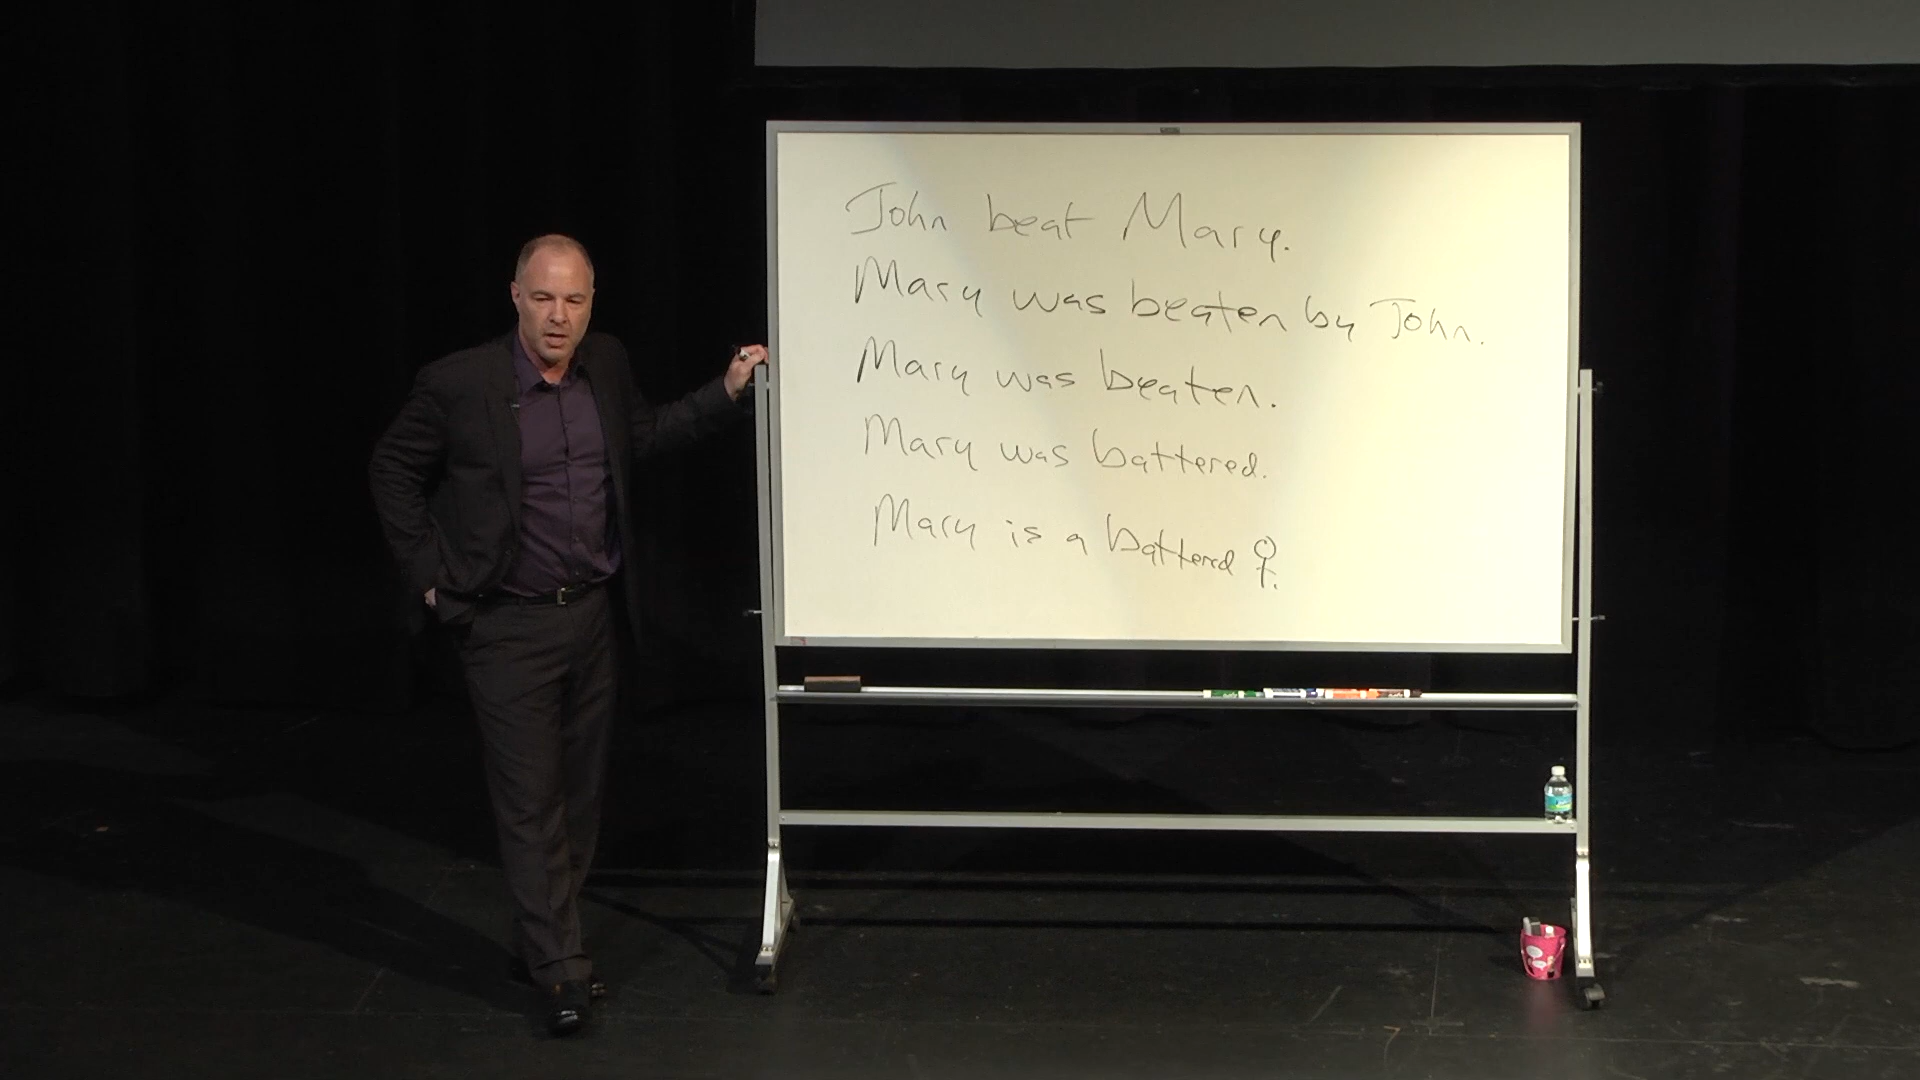 John beat Mary.
Mary was beaten by John.
Mary was beaten.
Mary was battered.
Mary is a battered ♀.